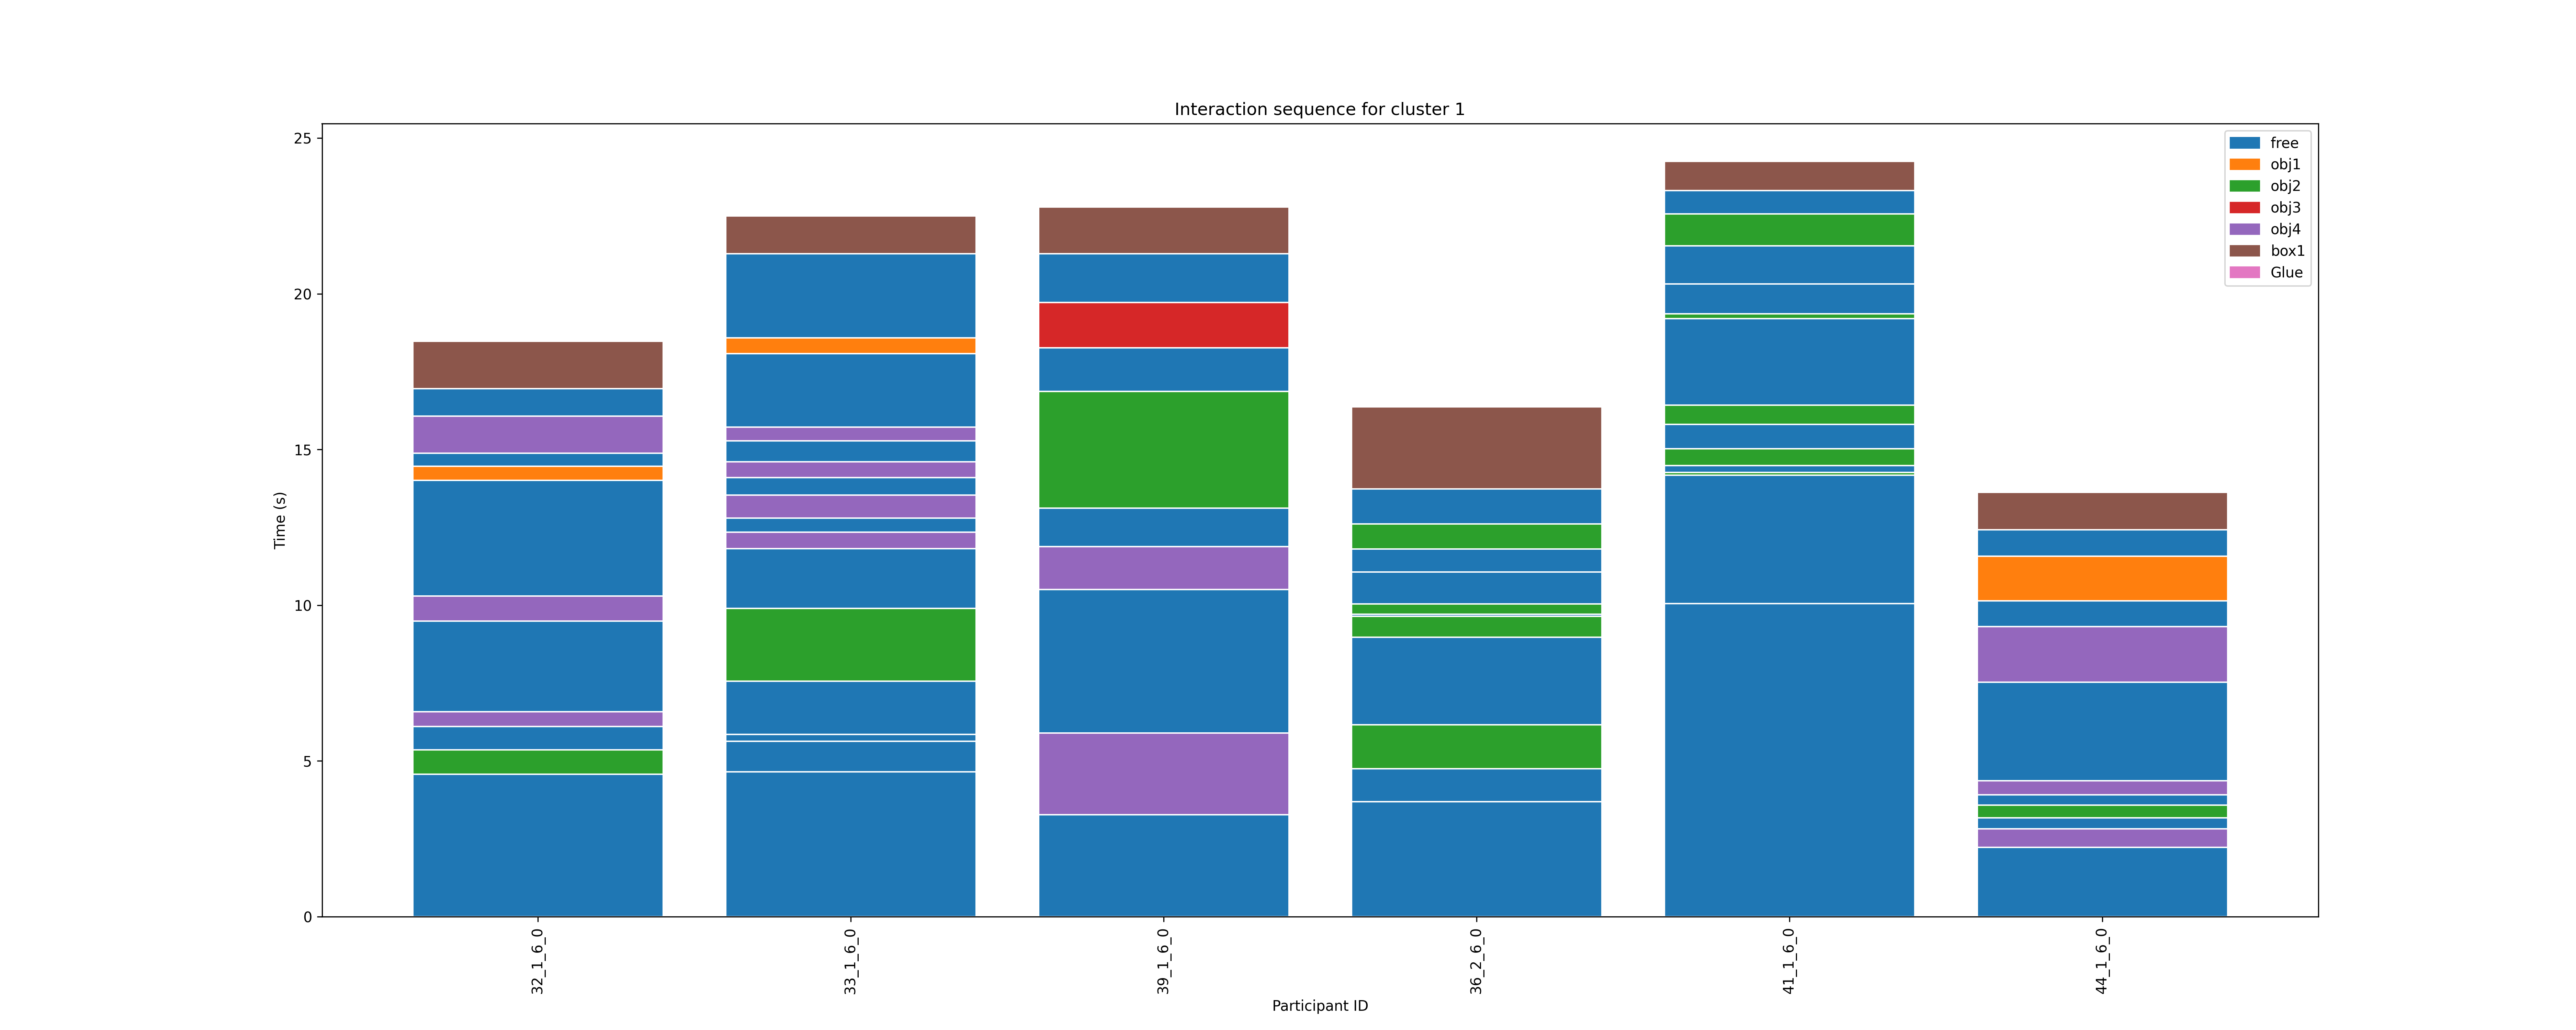 Interaction sequence for cluster 1
25
20
15
10
5
0
Time (s)
free
obj1
obj2
obj3
obj4
box1
Glue
32_1_6_0
33_1_6_0
39_1_6_0
36_2_6_0
41_1_6_0
44_1_6_0
Participant ID